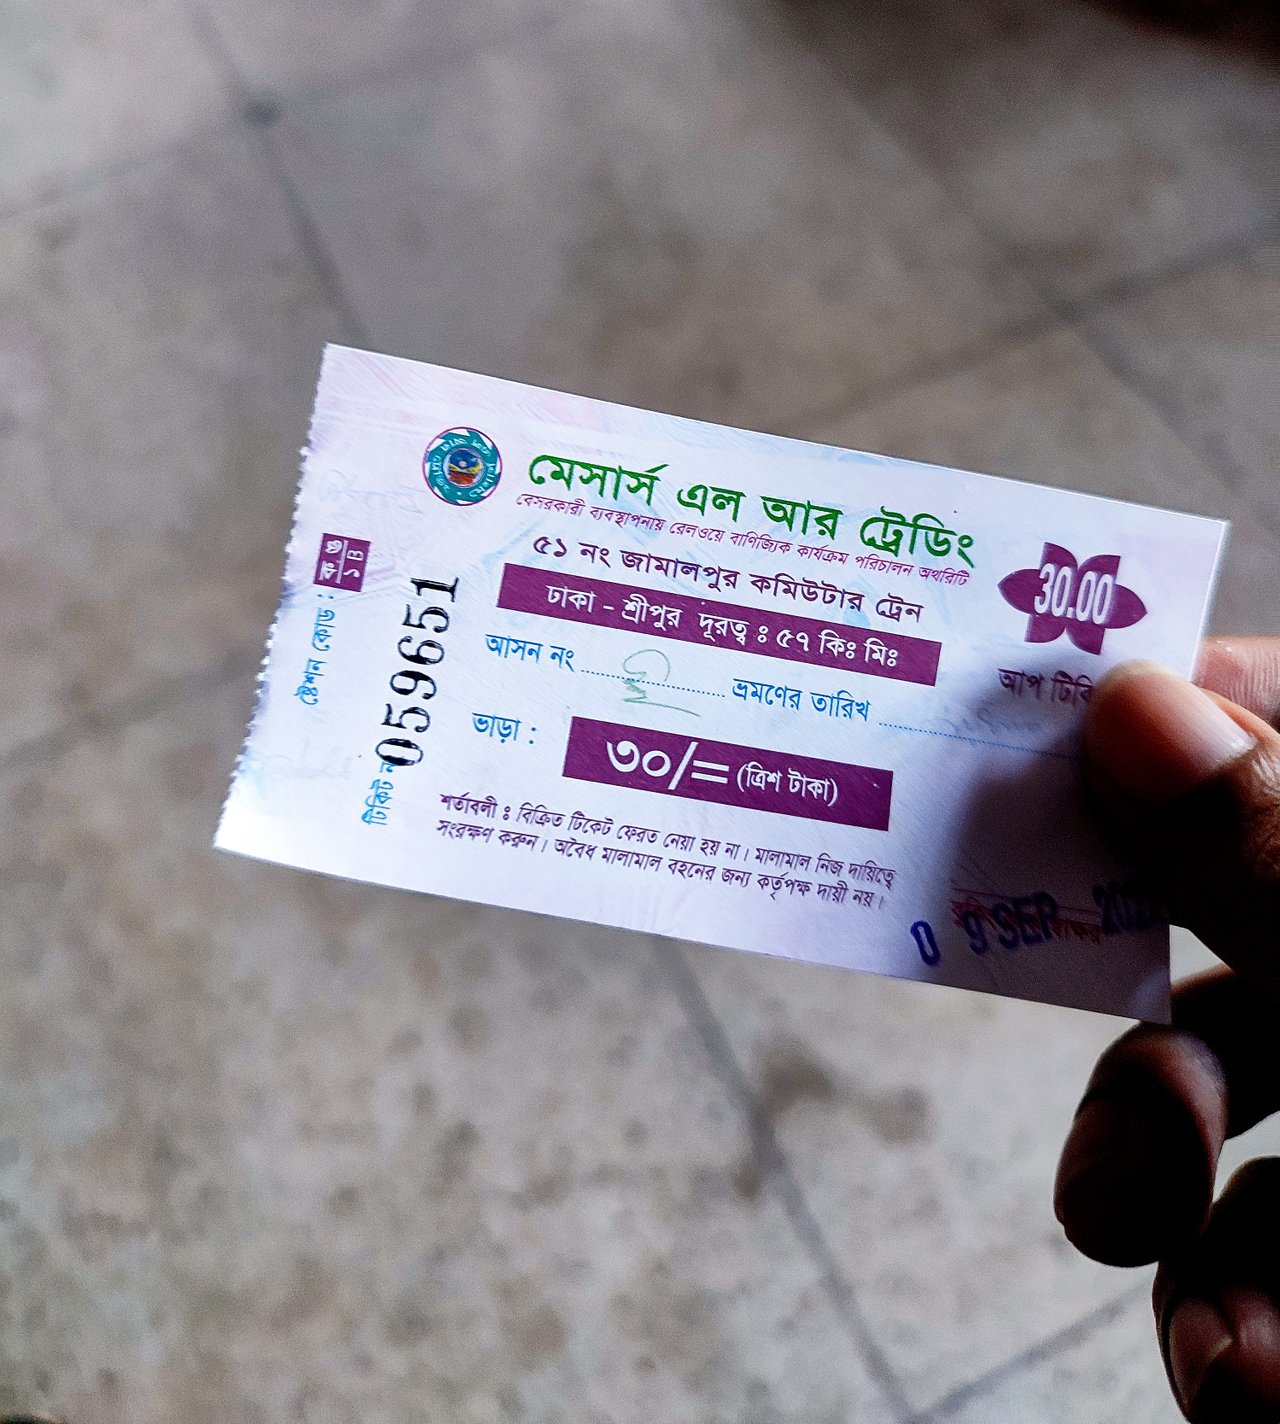 মেসার্স এল আর ট্রেডিং
বেসরকারী ব্যবস্থাপনায় রেলওয়ে বাণিজ্যিক কার্যক্রম পরিচালন অথরিটি
৫১ নং জামালপুর কমিউটার ট্রেন
ঢাকা - শ্রীপুর দূরত্ব ঃ ৫৭ কিঃ মিঃ
30.00
আপ
আসন নং
ভ্রমণের তারিখ
ভাড়া :
৩০/= (ত্রিশ টাকা)
শর্তাবলী ঃ বিক্রিত টিকেট ফেরত নেয়া হয় না। মালামাল নিজ দায়িত্বে
সংরক্ষণ করুন। অবৈধ মালামাল বহনের জন্য কর্তৃপক্ষ দায়ী নয়।
0 9 SEP
ষ্টেশন কোড :
টিকিট
059651